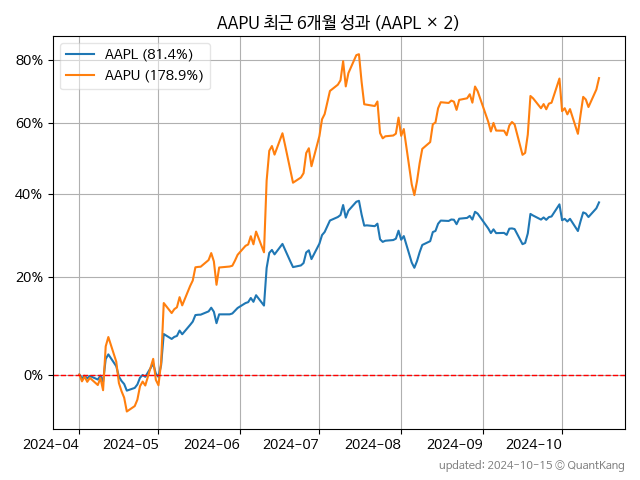 AAPU 최근 6개월 성과 (AAPL × 2)
AAPL (81.4%)
AAPU (178.9%)
80%
60%
40%
20%
0%
2024-04 2024-05 2024-06 2024-07 2024-08 2024-09 2024-10
updated: 2024-10-15 © QuantKang